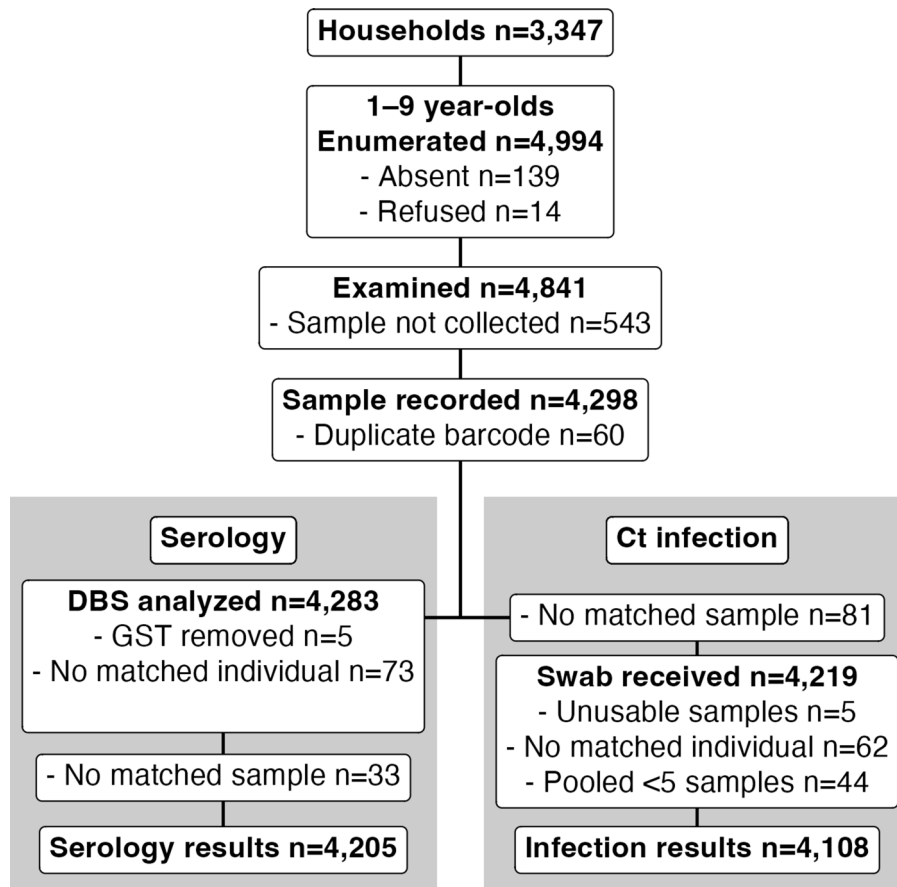 Households n=3,347
1–9 year-olds
Enumerated n=4,994
- Absent n=139
- Refused n=14
Examined n=4,841
- Sample not collected n=543
Sample recorded n=4,298
- Duplicate barcode n=60
Serology
DBS analyzed n=4,283
- GST removed n=5
- No matched individual n=73
- No matched sample n=33
Serology results n=4,205
Ct infection
- No matched sample n=81
Swab received n=4,219
- Unusable samples n=5
- No matched individual n=62
- Pooled <5 samples n=44
Infection results n=4,108